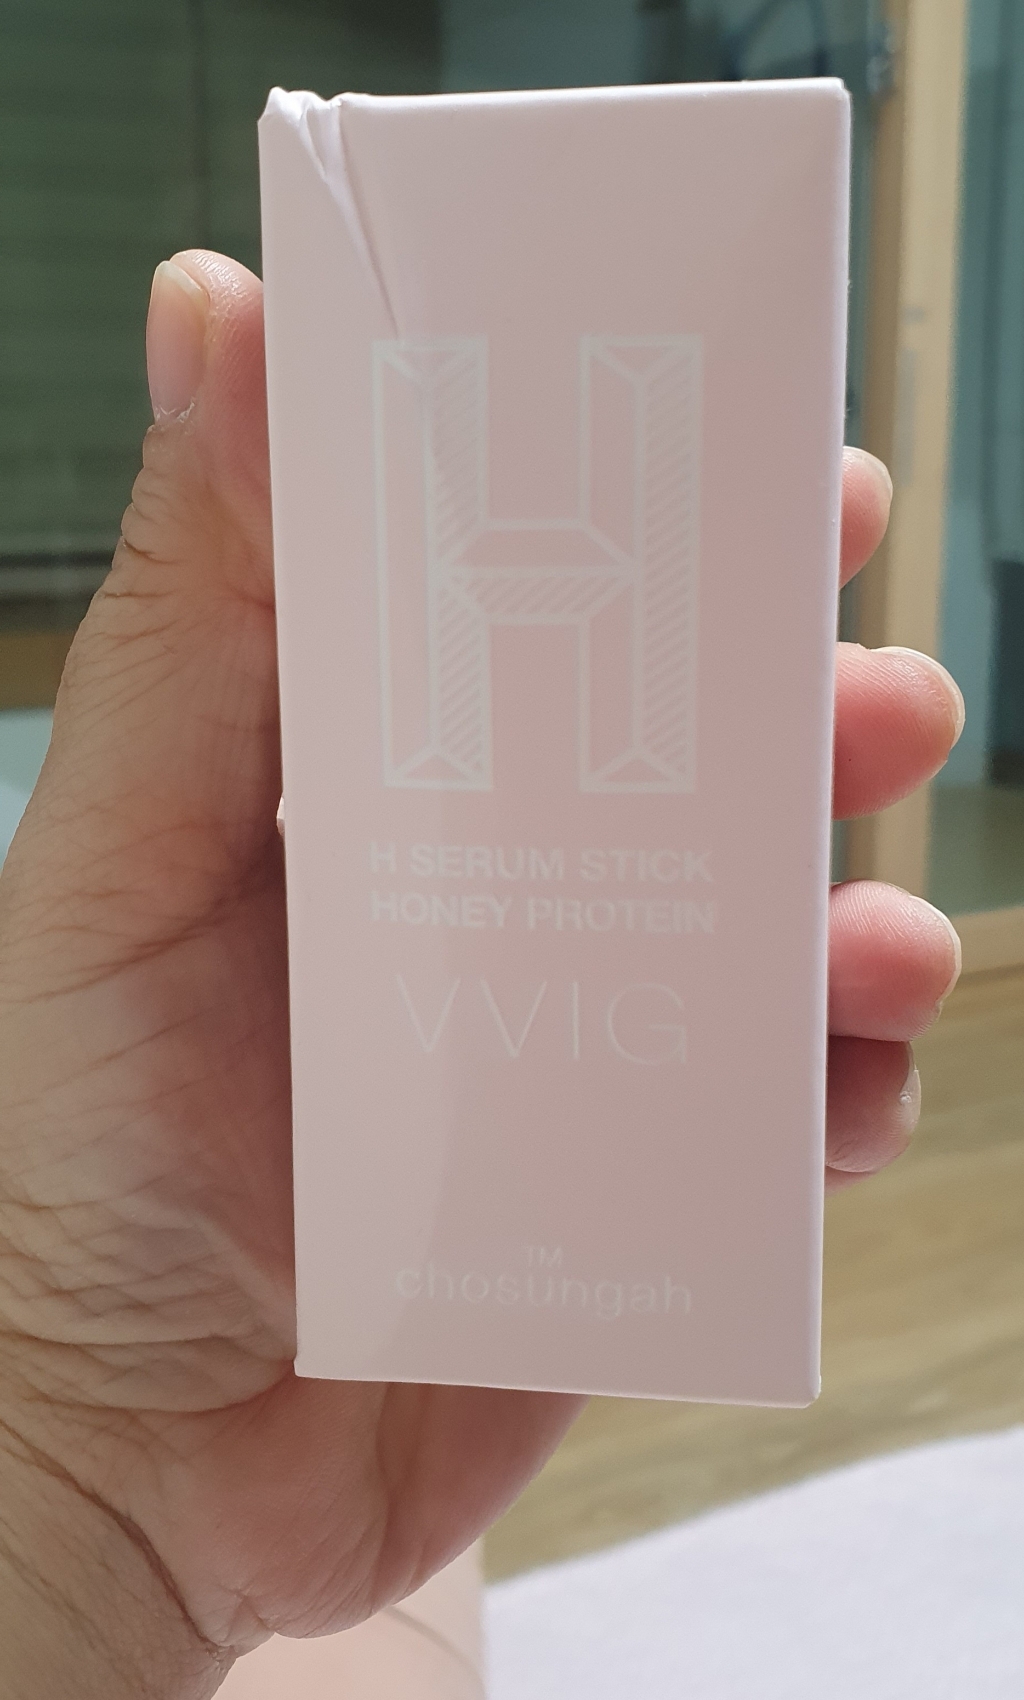 H
H SERUM STICK
HONEY PROTEIN
VVIG
TM
chosungah